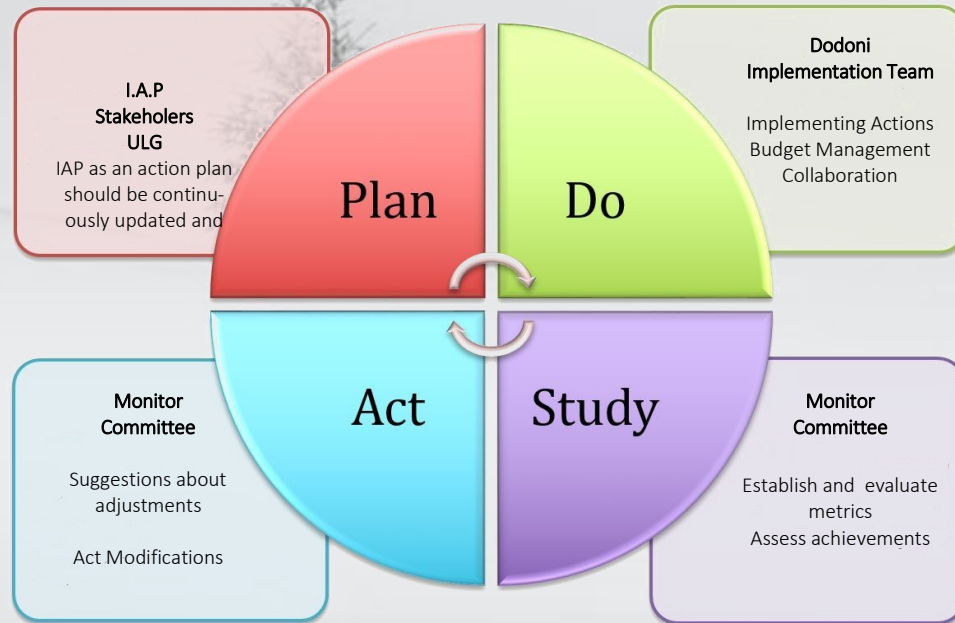 I.A.P
Stakeholers
ULG
IAP as an action plan
should be continu-
ously updated and
Plan
Dodoni
Implementation Team
Implementing Actions
Budget Management
Collaboration
Do
Monitor
Committee
Suggestions about
adjustments
Act Modifications
Act
Study
Monitor
Committee
Establish and evaluate
metrics
Assess achievements